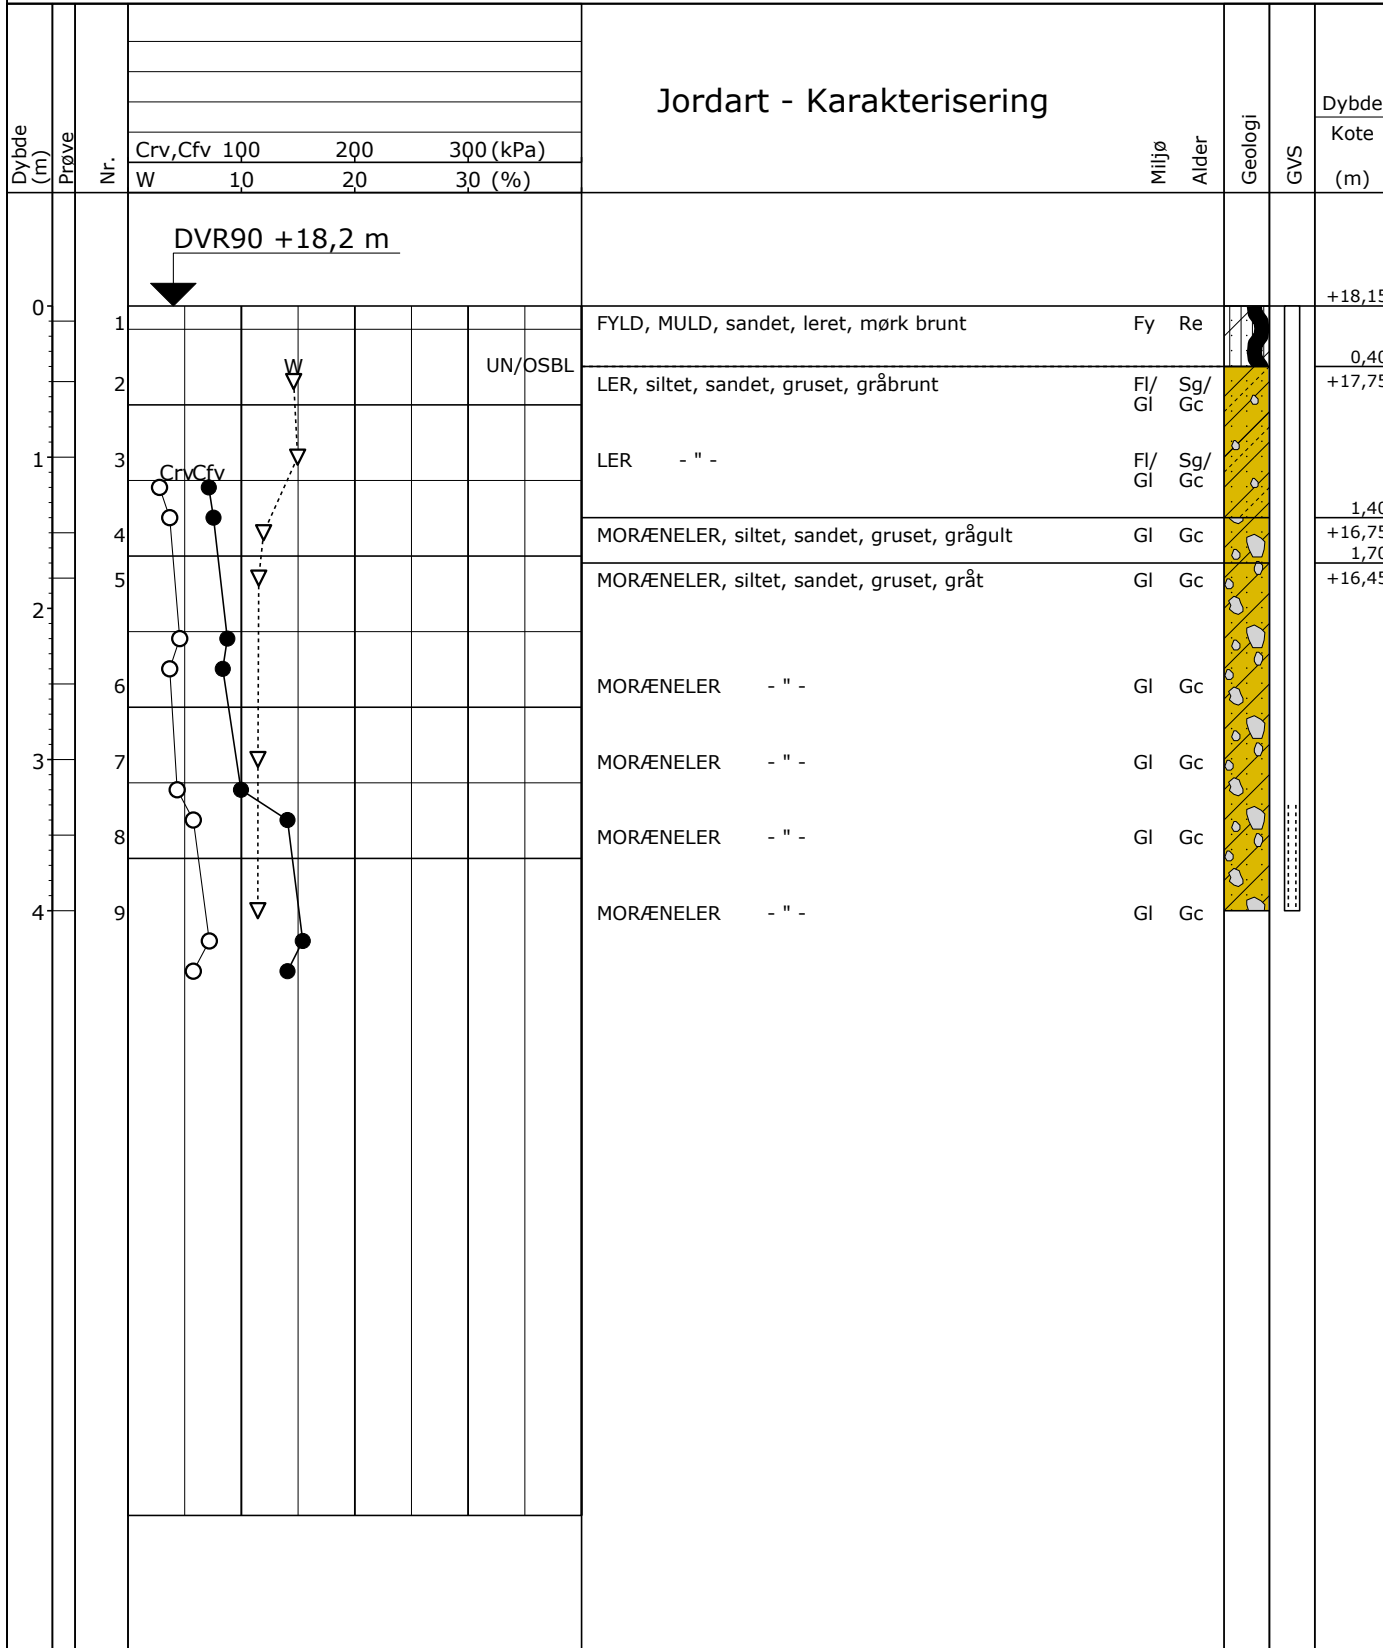 Jordart - Karakterisering
Dybde (m)
Prøve
Nr.
Crv,Cfv 100 200 300 (kPa)
W 10 20 30 (%)
Miljø
Alder
Geologi
GVS
Dybde
Kote
(m)
DVR90 +18,2 m
0
+18,15
1 FYLD, MULD, sandet, leret, mørk brunt Fy Re
W UN/OSBL
0,40
2 LER, siltet, sandet, gruset, gråbrunt Fl/ Sg/ +17,75
Gl Gc
1 3 LER - " - Fl/ Sg/
Gl Gc
Crv Cfv
1,40
4 MORÆNELER, siltet, sandet, gruset, grågult Gl Gc +16,75
1,70
5 MORÆNELER, siltet, sandet, gruset, gråt Gl Gc +16,45
2
6 MORÆNELER - " - Gl Gc
3 7 MORÆNELER - " - Gl Gc
8 MORÆNELER - " - Gl Gc
4 9 MORÆNELER - " - Gl Gc